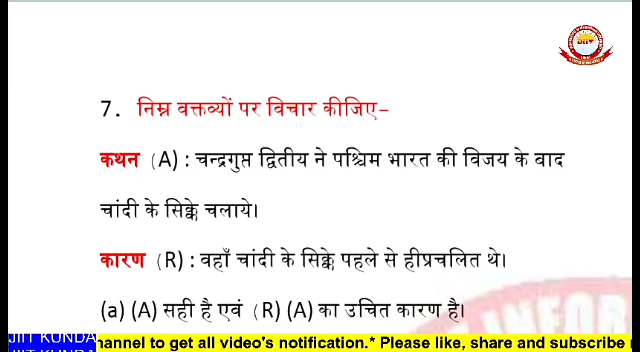 JIIT
7. निम्न वक्तव्यों पर विचार कीजिए-
कथन (A) : चन्द्रगुप्त द्वितीय ने पश्चिम भारत की विजय के बाद
चांदी के सिक्के चलाये।
कारण (R) : वहाँ चांदी के सिक्के पहले से हीप्रचलित थे।
(a) (A) सही है एवं (R) (A) का उचित कारण है।
JIIT KUNDA hannel to get all video's notification.* Please like, share and subscribe